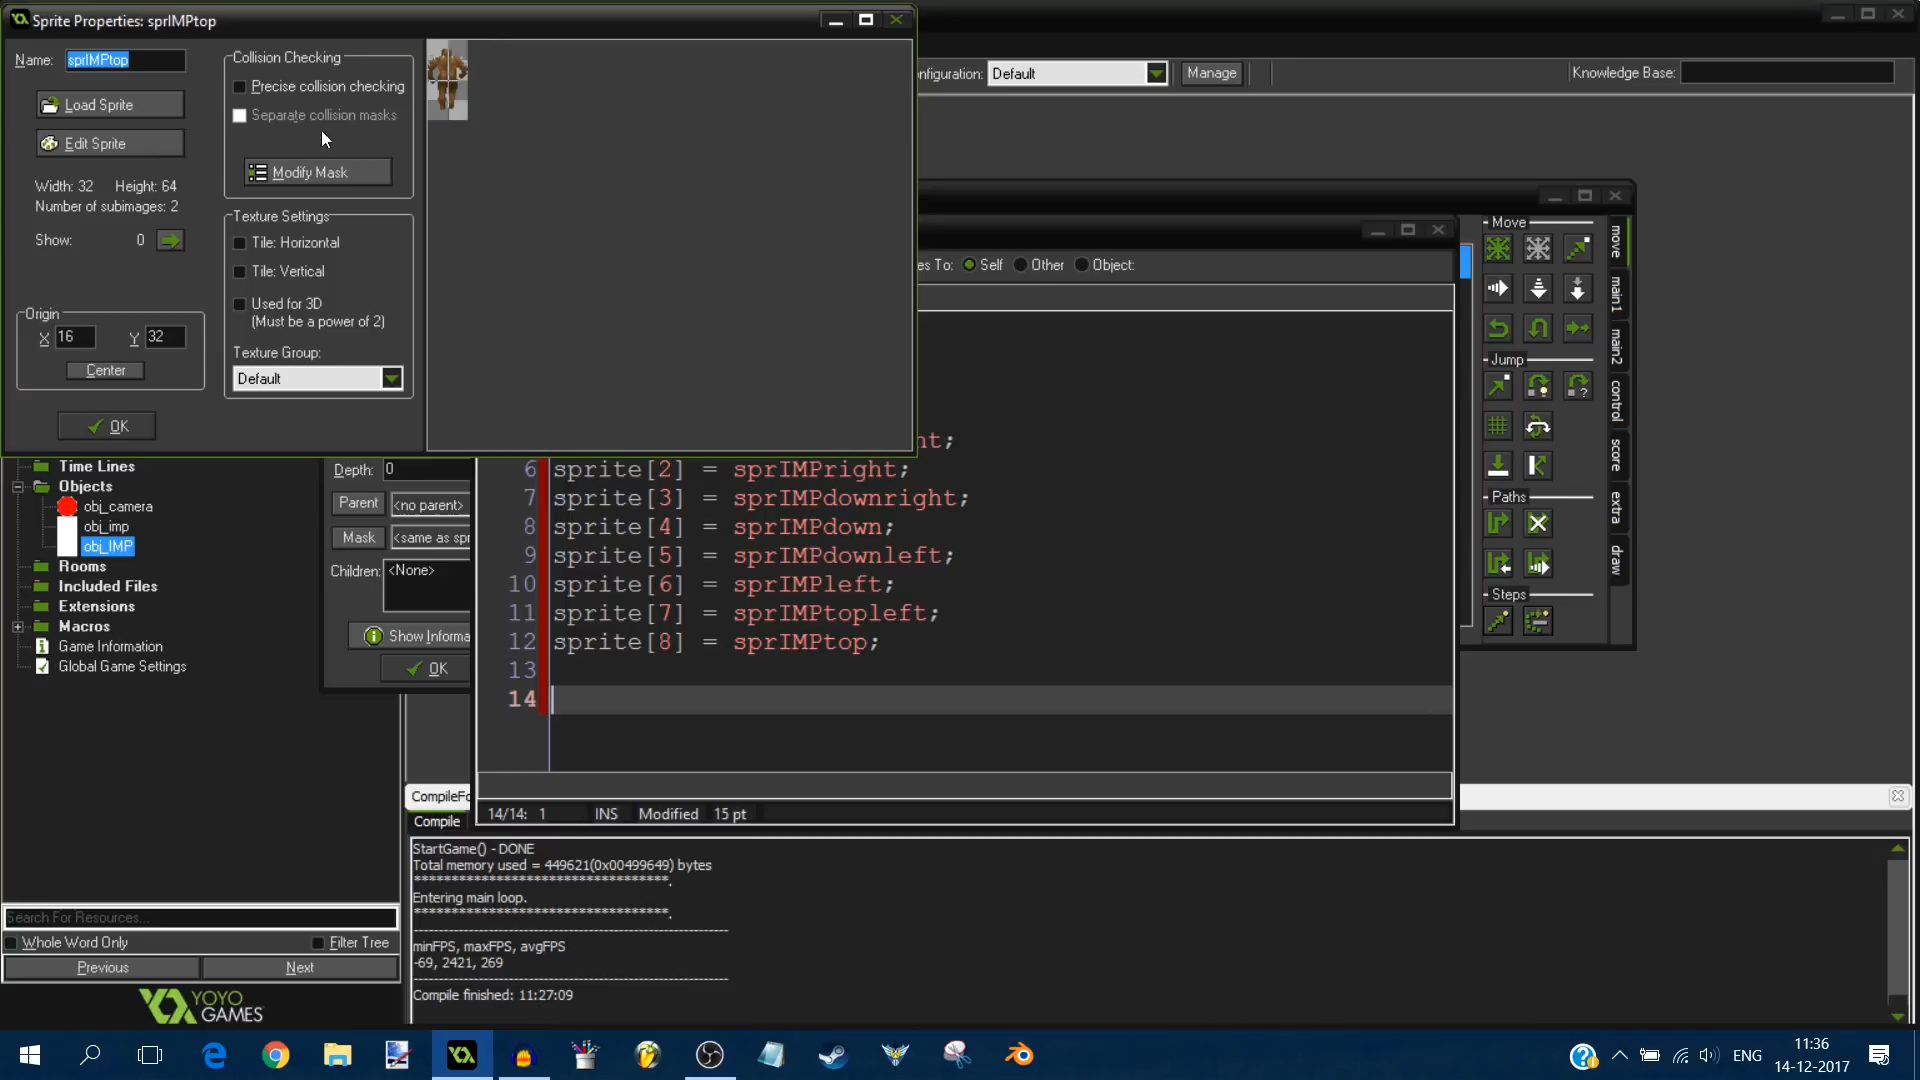 Sprite Properties: sprIMPtop
Name: sprIMPtop
Load Sprite
Edit Sprite
Width: 32 Height: 64
Number of subimages: 2
Show: 0
Origin
X 16 Y 32
Center
OK
Collision Checking
Precise collision checking
Separate collision masks
Modify Mask
Texture Settings
Tile: Horizontal
Tile: Vertical
Used for 3D
(Must be a power of 2)
Texture Group:
Default
nfiguration: Default Manage
Knowledge Base:
es To: Self Other Object:
ht;
6 sprite[2] = sprIMPright;
7 sprite[3] = sprIMPdownright;
8 sprite[4] = sprIMPdown;
9 sprite[5] = sprIMPdownleft;
10 sprite[6] = sprIMPleft;
11 sprite[7] = sprIMPtopleft;
12 sprite[8] = sprIMPtop;
13
14
14/14: 1 INS Modified 15 pt
Move
Jump
Paths
Steps
move
main1
main2
control
score
extra
draw
Time Lines
Objects
obj_camera
obj_imp
obj_IMP
Rooms
Included Files
Extensions
Macros
Game Information
Global Game Settings
Depth: 0
Parent <no parent>
Mask <same as spr
Children: <None>
Show Informa
OK
Search For Resources...
Whole Word Only Filter Tree
Previous Next
YOYO
GAMES
CompileFo
Compile
StartGame() - DONE
Total memory used = 449621(0x00499649) bytes
**********************************.
Entering main loop.
**********************************.
minFPS, maxFPS, avgFPS
-69, 2421, 269
Compile finished: 11:27:09
ENG
11:36
14-12-2017